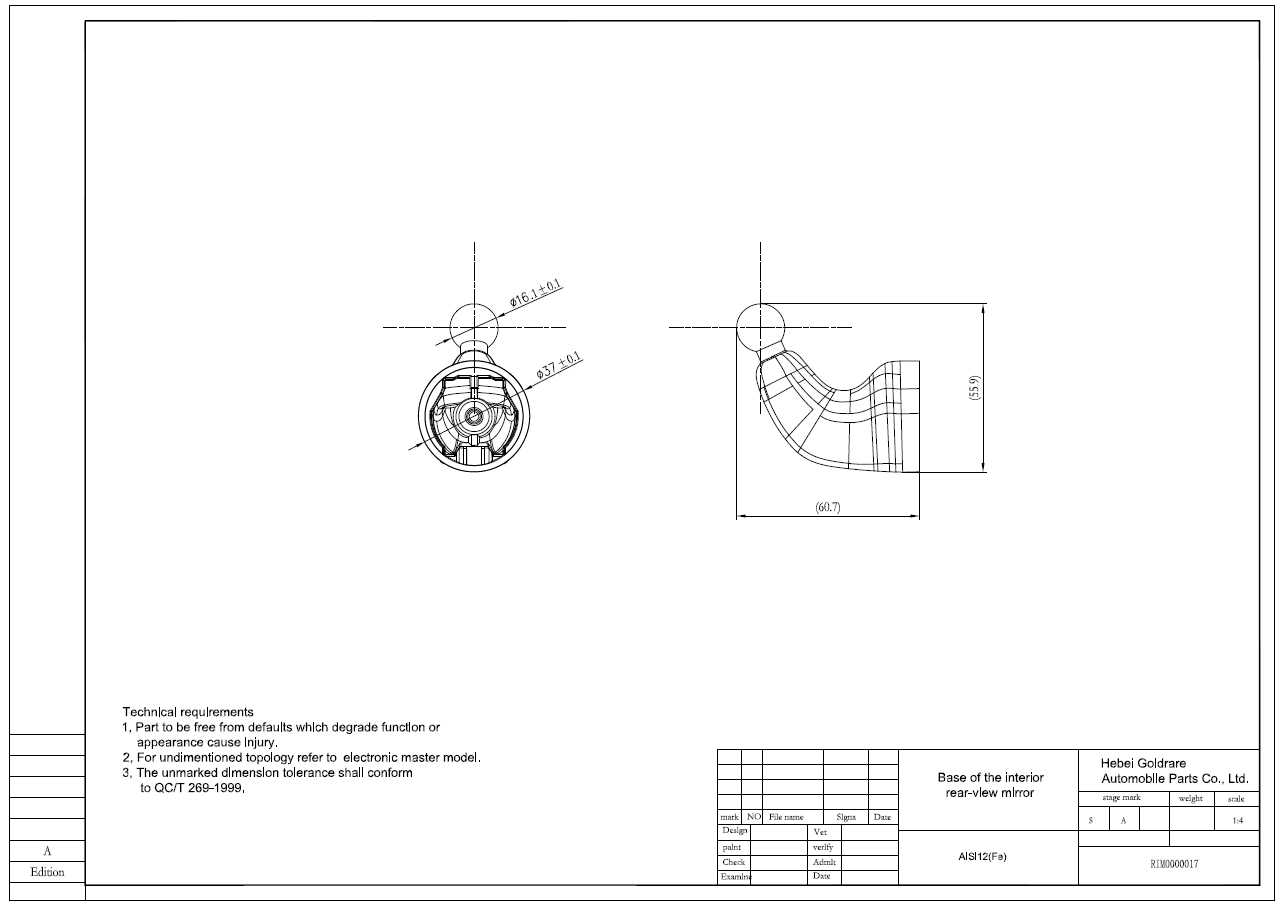 ø16.1±0.1
ø37±0.1
(55.9)
(60.7)
Technical requirements
1, Part to be free from defaults which degrade function or
appearance cause injury.
2, For undimentioned topology refer to electronic master model.
3, The unmarked dimension tolerance shall conform
to QC/T 269-1999.
A
Edition
mark NO File name Signa Date
Design Vet
paint verify
Check Admit
Examine Date
Base of the interior
rear-view mirror
AlSi12(Fe)
Hebei Goldrare
Automobile Parts Co., Ltd.
stage mark weight scale
S A 1:4
RIM0000017